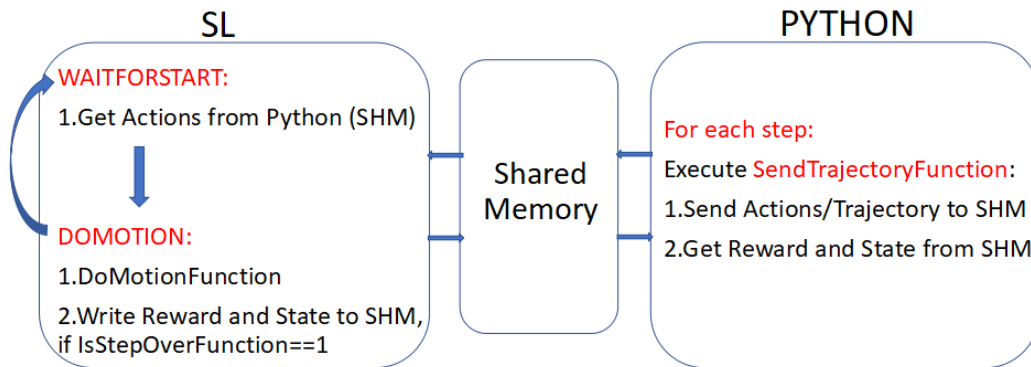 SL
WAITFORSTART:
1.Get Actions from Python (SHM)
DOMOTION:
1.DoMotionFunction
2.Write Reward and State to SHM,
if IsStepOverFunction==1
Shared
Memory
PYTHON
For each step:
Execute SendTrajectoryFunction:
1.Send Actions/Trajectory to SHM
2.Get Reward and State from SHM